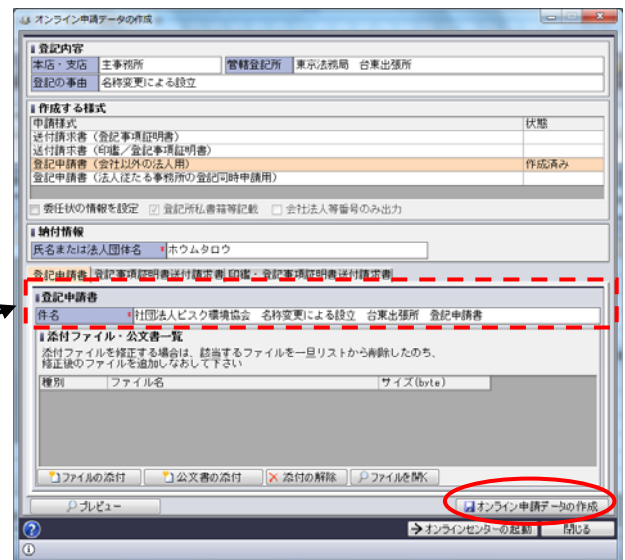 オンライン申請データの作成
登記内容
本店・支店 主事務所 管轄登記所 東京法務局 台東出張所
登記の事由 名称変更による設立
作成する様式
申請様式 状態
送付請求書（登記事項証明書）
送付請求書（印鑑／登記事項証明書）
登記申請書（会社以外の法人用） 作成済み
登記申請書（法人従たる事務所の登記同時申請用）
委任状の情報を設定 登記所私書箱等記載 会社法人等番号のみ出力
納付情報
氏名または法人団体名 * ホウムタロウ
登記申請書 登記事項証明書送付請求書 印鑑・登記事項証明書送付請求書
登記申請書
件名 * 社団法人ビスク環境協会 名称変更による設立 台東出張所 登記申請書
添付ファイル・公文書一覧
添付ファイルを修正する場合は、該当するファイルを一旦リストから削除したのち、
修正後のファイルを追加しなおして下さい
種別 ファイル名 サイズ(byte)
ファイルの添付 公文書の添付 添付の解除 ファイルを開く
プレビュー オンライン申請データの作成
オンラインセンターの起動 閉じる